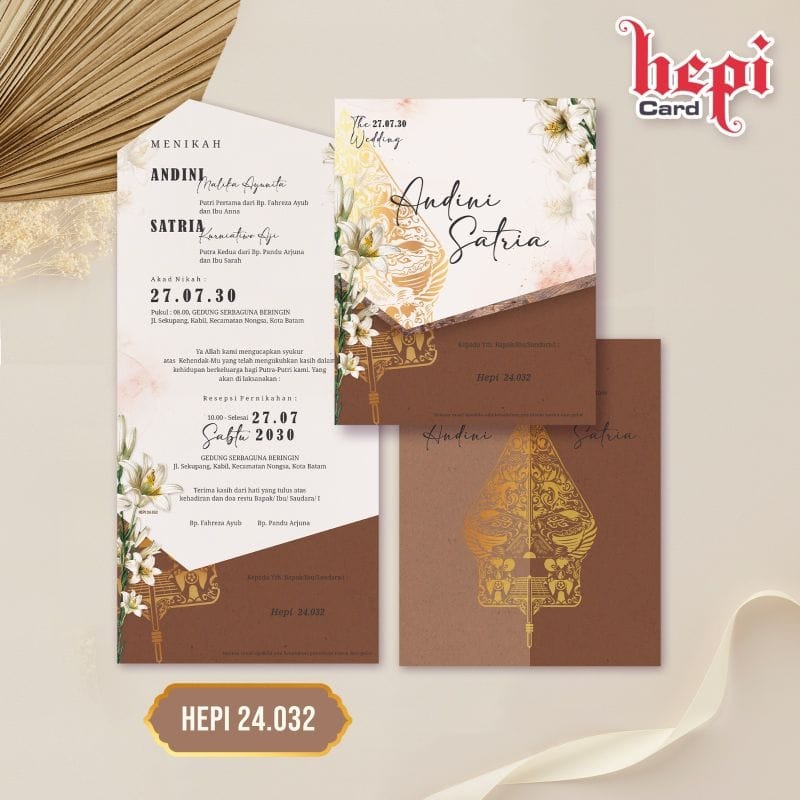 hepi
Card
MENIKAH
ANDINI
Malika Ayunita
Putri Pertama dari Bp. Fahreza Ayub
dan Ibu Anna
SATRIA
Kurniatiwo Aji
Putra Kedua dari Bp. Pandu Arjuna
dan Ibu Sarah
Akad Nikah :
27.07.30
Pukul : 08.00, GEDUNG SERBAGUNA BERINGIN
Jl. Sekupang, Kabil, Kecamatan Nongsa, Kota Batam
Ya Allah kami mengucapkan syukur
atas Kehendak-Mu yang telah mengukuhkan kasih dalam
kehidupan berkeluarga bagi Putra-Putri kami. Yang
akan di laksanakan :
Resepsi Pernikahan :
10.00 - Selesai 27.07
Sabtu 2030
GEDUNG SERBAGUNA BERINGIN
Jl. Sekupang, Kabil, Kecamatan Nongsa, Kota Batam
Terima kasih dari hati yang tulus atas
kehadiran dan doa restu Bapak/ Ibu/ Saudara/ I
HEPI 24.032
Bp. Fahreza Ayub Bp. Pandu Arjuna
Kepada Yth. Bapak/Ibu/Saudara/i :
Hepi 24.032
The 27.07.30
Wedding
Andini
Satria
Kepada Yth. Bapak/Ibu/Saudara/i :
Hepi 24.032
Andini Satria
HEPI 24.032